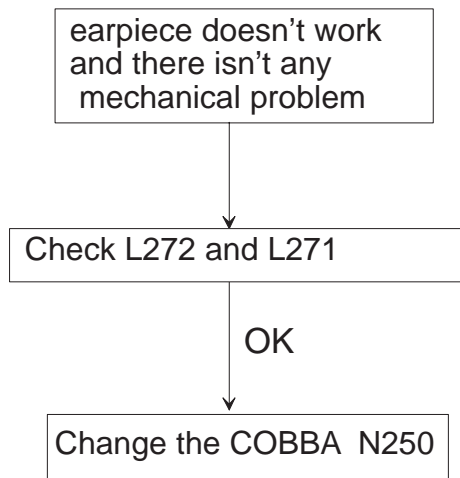 earpiece doesn't work
and there isn't any
mechanical problem
Check L272 and L271
OK
Change the COBBA N250